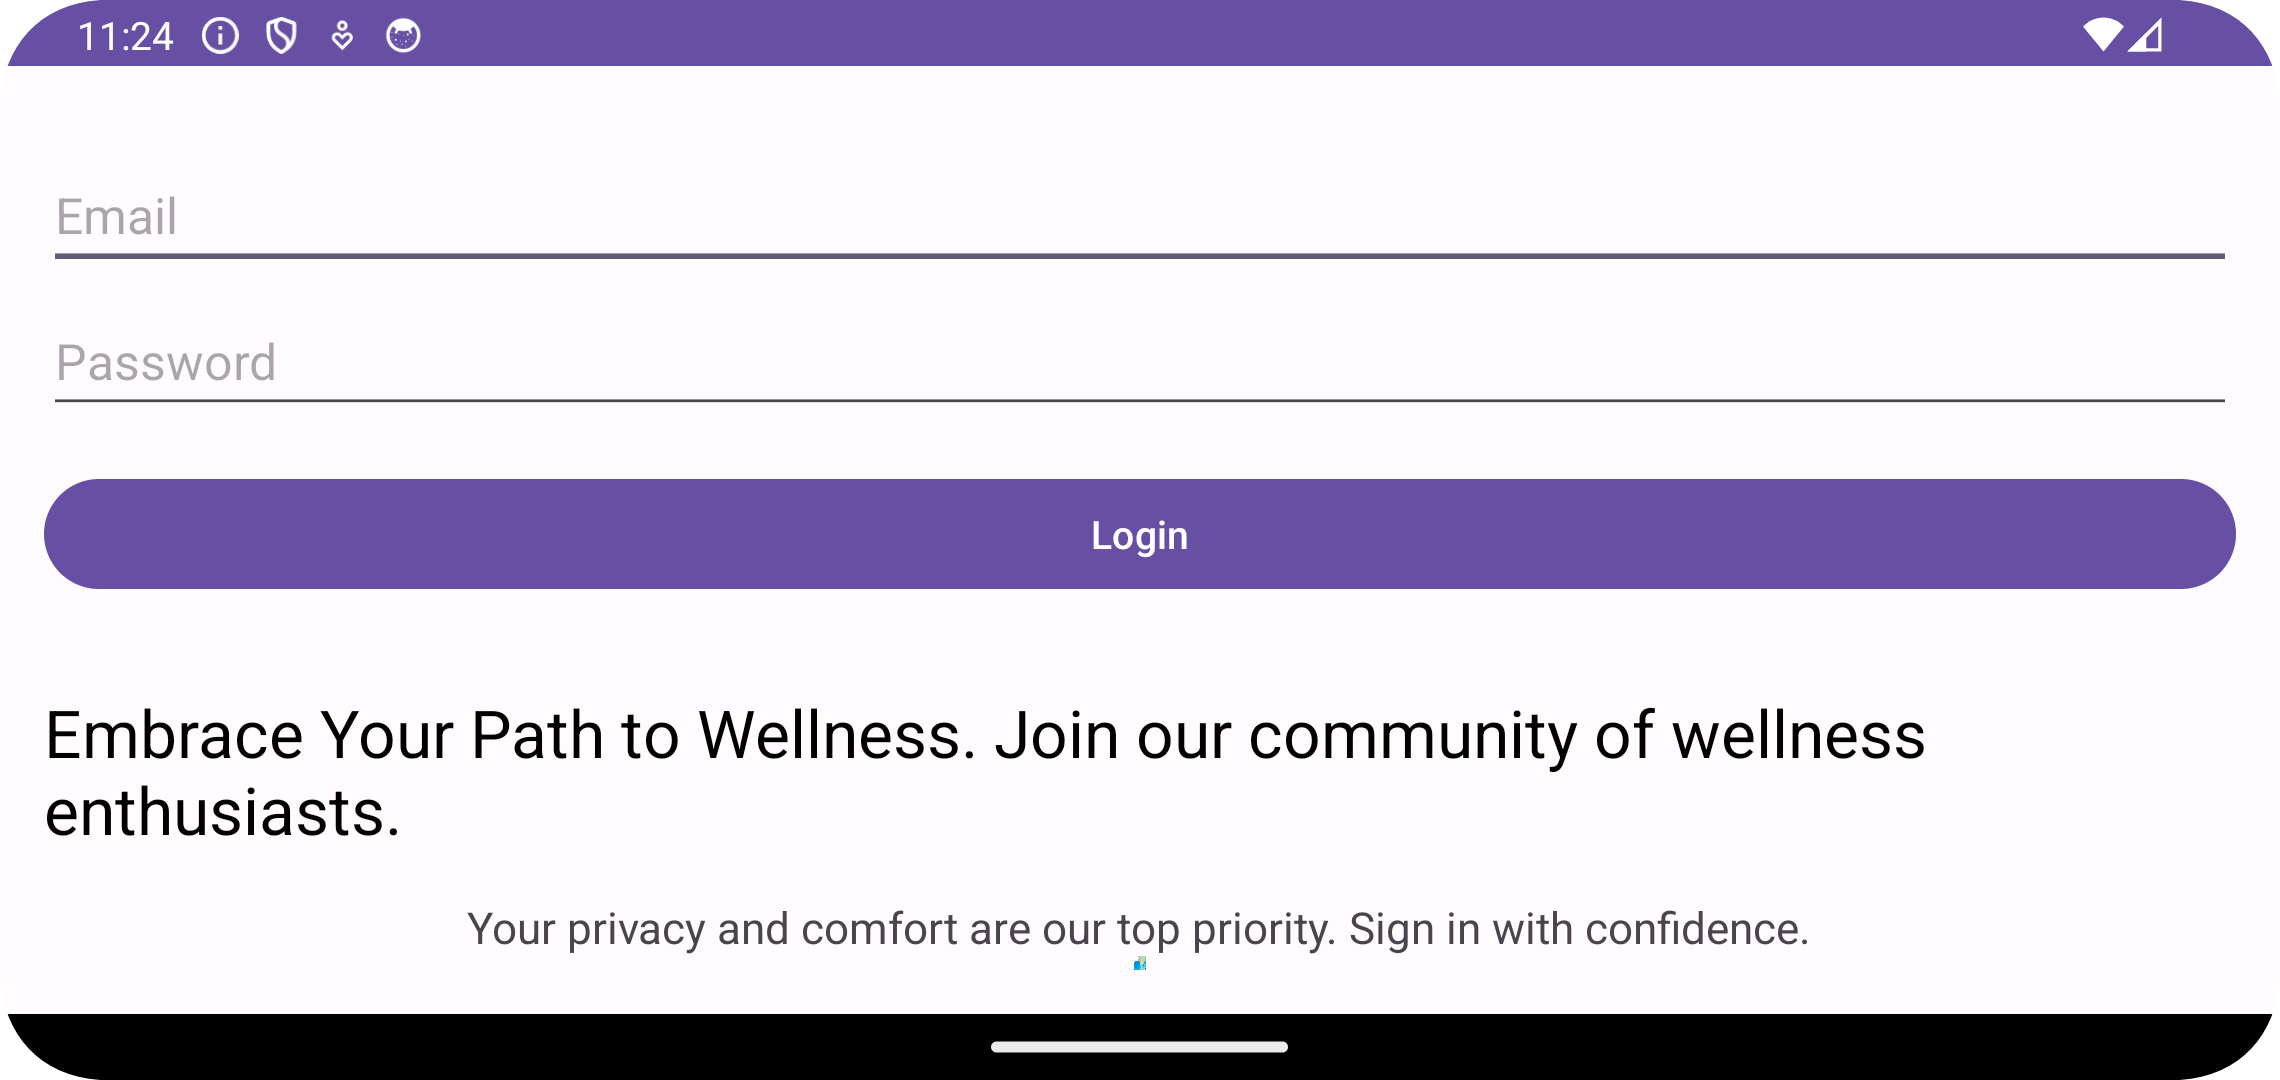 11:24
Email
Password
Login
Embrace Your Path to Wellness. Join our community of wellness
enthusiasts.
Your privacy and comfort are our top priority. Sign in with confidence.